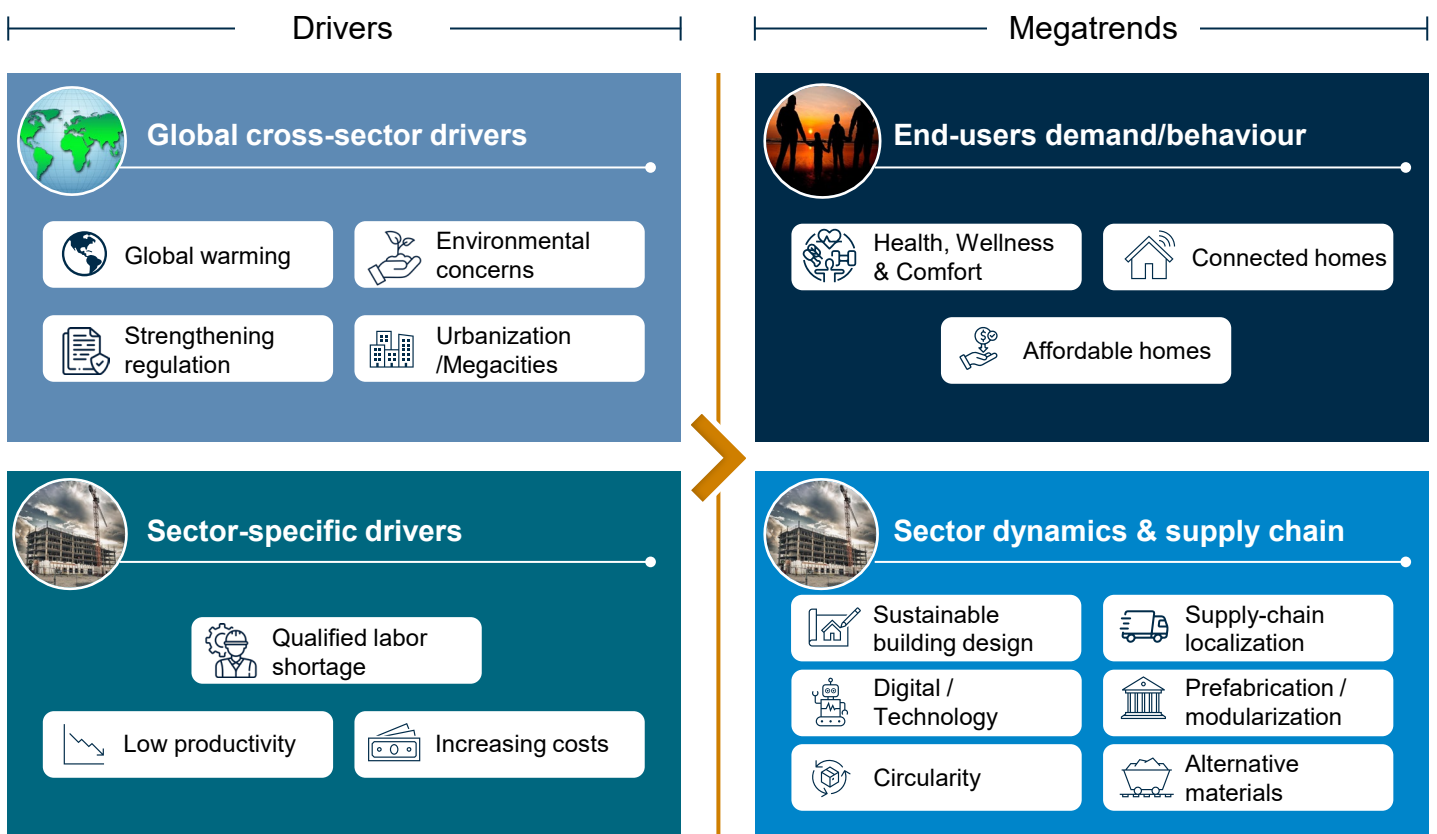 Drivers
Megatrends
Global cross-sector drivers
Global warming
Environmental
concerns
Strengthening
regulation
Urbanization
/Megacities
End-users demand/behaviour
Health, Wellness
& Comfort
Connected homes
Affordable homes
Sector-specific drivers
Qualified labor
shortage
Low productivity
Increasing costs
Sector dynamics & supply chain
Sustainable
building design
Supply-chain
localization
Digital /
Technology
Prefabrication /
modularization
Circularity
Alternative
materials